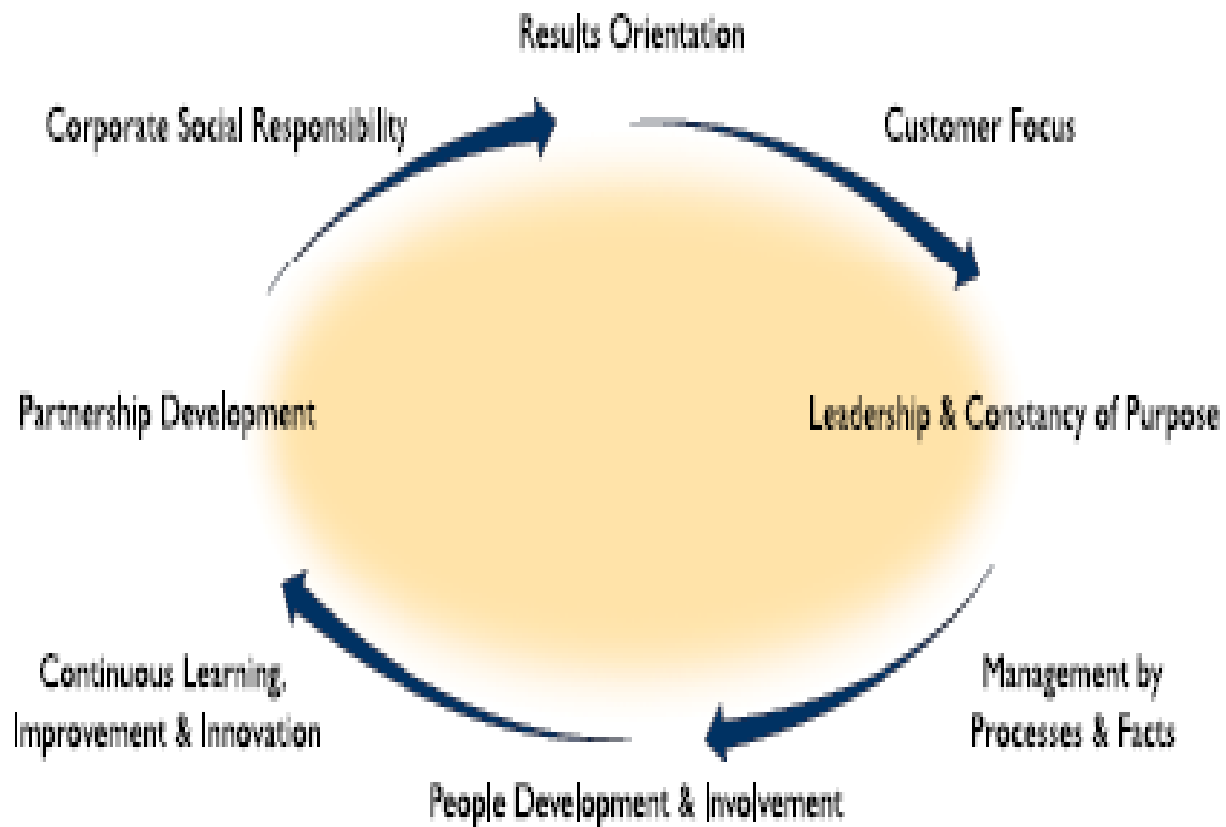 Results Orientation
Corporate Social Responsibility
Customer Focus
Partnership Development
Leadership & Constancy of Purpose
Continuous Learning,
Improvement & Innovation
Management by
Processes & Facts
People Development & Involvement